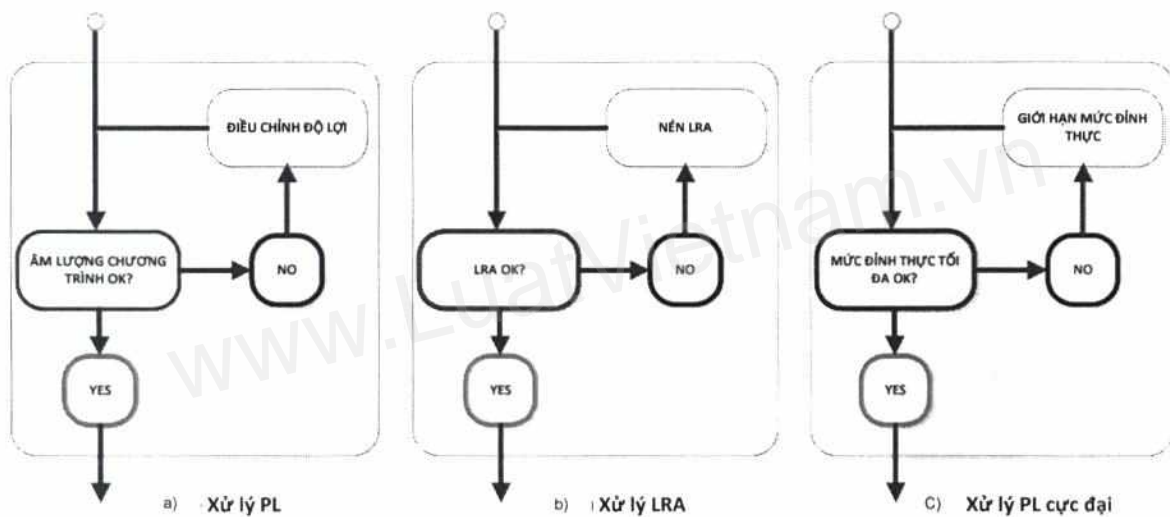 ĐIỀU CHỈNH ĐỘ LỢI
ÂM LƯỢNG CHƯƠNG
TRÌNH OK?
NO
YES
a) Xử lý PL
NÉN LRA
LRA OK?
NO
YES
b) Xử lý LRA
GIỚI HẠN MỨC ĐỈNH
THỰC
MỨC ĐỈNH THỰC TỐI
ĐA OK?
NO
YES
C) Xử lý PL cực đại
www.LuatVietnam.vn